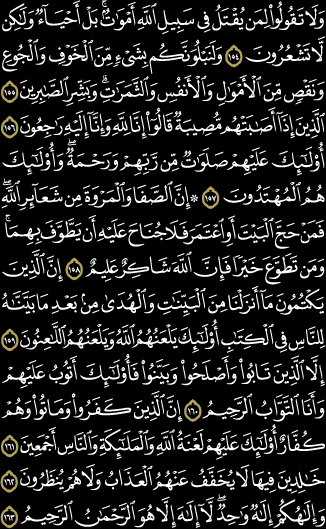 وَلَا تَقُولُوا۟ لِمَن يُقْتَلُ فِى سَبِيلِ ٱللَّهِ أَمْوَٰتٌۢ ۚ بَلْ أَحْيَآءٌ وَلَٰكِن
لَّا تَشْعُرُونَ ١٥٤ وَلَنَبْلُوَنَّكُم بِشَىْءٍ مِّنَ ٱلْخَوْفِ وَٱلْجُوعِ
وَنَقْصٍ مِّنَ ٱلْأَمْوَٰلِ وَٱلْأَنفُسِ وَٱلثَّمَرَٰتِ ۗ وَبَشِّرِ ٱلصَّٰبِرِينَ ١٥٥
ٱلَّذِينَ إِذَآ أَصَٰبَتْهُم مُّصِيبَةٌ قَالُوٓا۟ إِنَّا لِلَّهِ وَإِنَّآ إِلَيْهِ رَٰجِعُونَ ١٥٦
أُو۟لَٰٓئِكَ عَلَيْهِمْ صَلَوَٰتٌ مِّن رَّبِّهِمْ وَرَحْمَةٌ ۖ وَأُو۟لَٰٓئِكَ
هُمُ ٱلْمُهْتَدُونَ ١٥٧ ۞ إِنَّ ٱلصَّفَا وَٱلْمَرْوَةَ مِن شَعَآئِرِ ٱللَّهِ ۖ
فَمَنْ حَجَّ ٱلْبَيْتَ أَوِ ٱعْتَمَرَ فَلَا جُنَاحَ عَلَيْهِ أَن يَطَّوَّفَ بِهِمَا ۚ
وَمَن تَطَوَّعَ خَيْرًا فَإِنَّ ٱللَّهَ شَاكِرٌ عَلِيمٌ ١٥٨ إِنَّ ٱلَّذِينَ
يَكْتُمُونَ مَآ أَنزَلْنَا مِنَ ٱلْبَيِّنَٰتِ وَٱلْهُدَىٰ مِنۢ بَعْدِ مَا بَيَّنَّٰهُ
لِلنَّاسِ فِى ٱلْكِتَٰبِ ۙ أُو۟لَٰٓئِكَ يَلْعَنُهُمُ ٱللَّهُ وَيَلْعَنُهُمُ ٱللَّٰعِنُونَ ١٥٩
إِلَّا ٱلَّذِينَ تَابُوا۟ وَأَصْلَحُوا۟ وَبَيَّنُوا۟ فَأُو۟لَٰٓئِكَ أَتُوبُ عَلَيْهِمْ ۚ
وَأَنَا ٱلتَّوَّابُ ٱلرَّحِيمُ ١٦٠ إِنَّ ٱلَّذِينَ كَفَرُوا۟ وَمَاتُوا۟ وَهُمْ
كُفَّارٌ أُو۟لَٰٓئِكَ عَلَيْهِمْ لَعْنَةُ ٱللَّهِ وَٱلْمَلَٰٓئِكَةِ وَٱلنَّاسِ أَجْمَعِينَ ١٦١
خَٰلِدِينَ فِيهَا ۖ لَا يُخَفَّفُ عَنْهُمُ ٱلْعَذَابُ وَلَا هُمْ يُنظَرُونَ ١٦٢
وَإِلَٰهُكُمْ إِلَٰهٌ وَٰحِدٌ ۖ لَّآ إِلَٰهَ إِلَّا هُوَ ٱلرَّحْمَٰنُ ٱلرَّحِيمُ ١٦٣